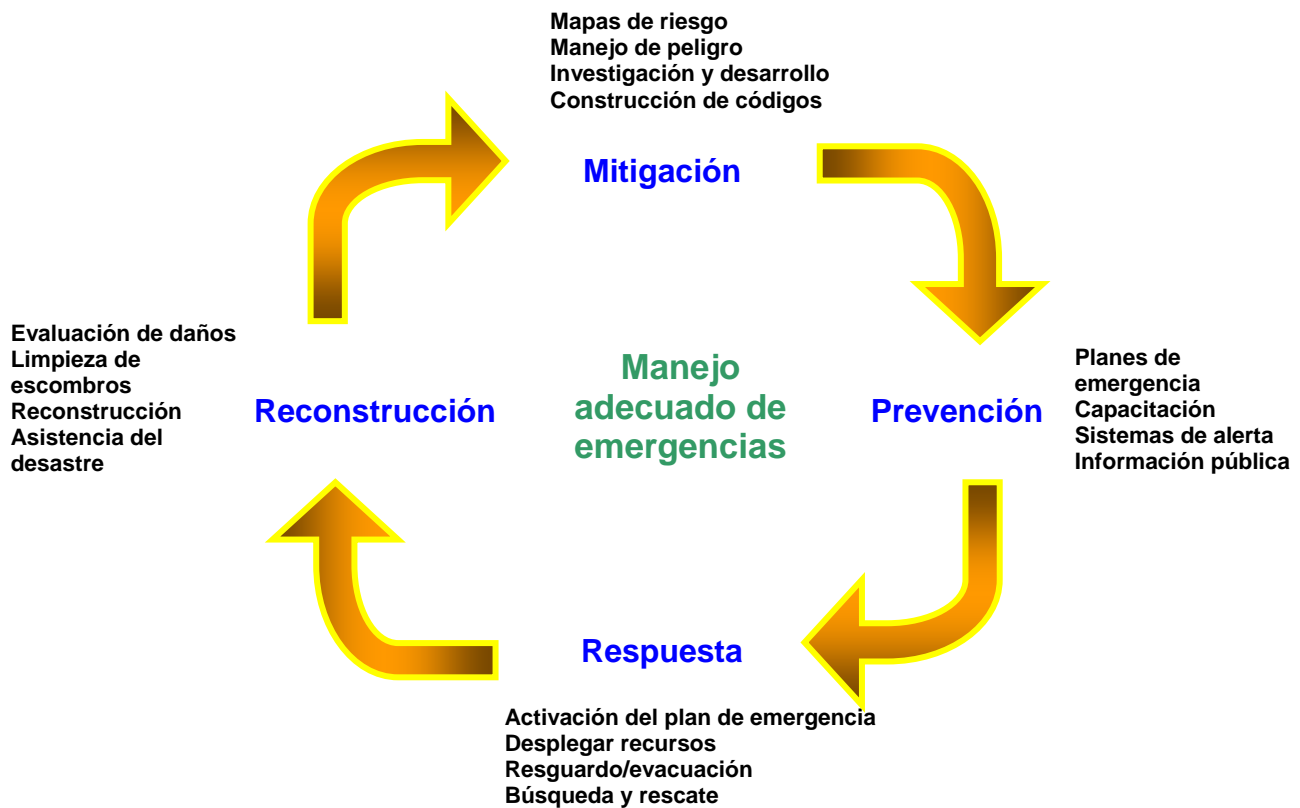 Mapas de riesgo
Manejo de peligro
Investigación y desarrollo
Construcción de códigos
Mitigación
Evaluación de daños
Limpieza de
escombros
Reconstrucción
Asistencia del
desastre
Reconstrucción
Manejo
adecuado de
emergencias
Prevención
Planes de
emergencia
Capacitación
Sistemas de alerta
Información pública
Respuesta
Activación del plan de emergencia
Desplegar recursos
Resguardo/evacuación
Búsqueda y rescate